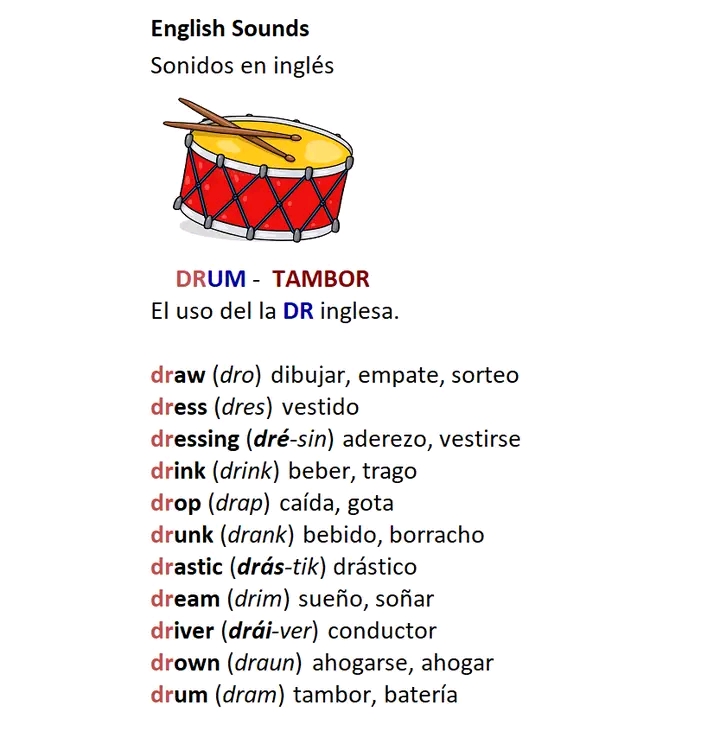 English Sounds
Sonidos en inglés
DRUM - TAMBOR
El uso del la DR inglesa.
draw (dro) dibujar, empate, sorteo
dress (dres) vestido
dressing (dré-sin) aderezo, vestirse
drink (drink) beber, trago
drop (drap) caída, gota
drunk (drank) bebido, borracho
drastic (drás-tik) drástico
dream (drim) sueño, soñar
driver (drái-ver) conductor
drown (draun) ahogarse, ahogar
drum (dram) tambor, batería